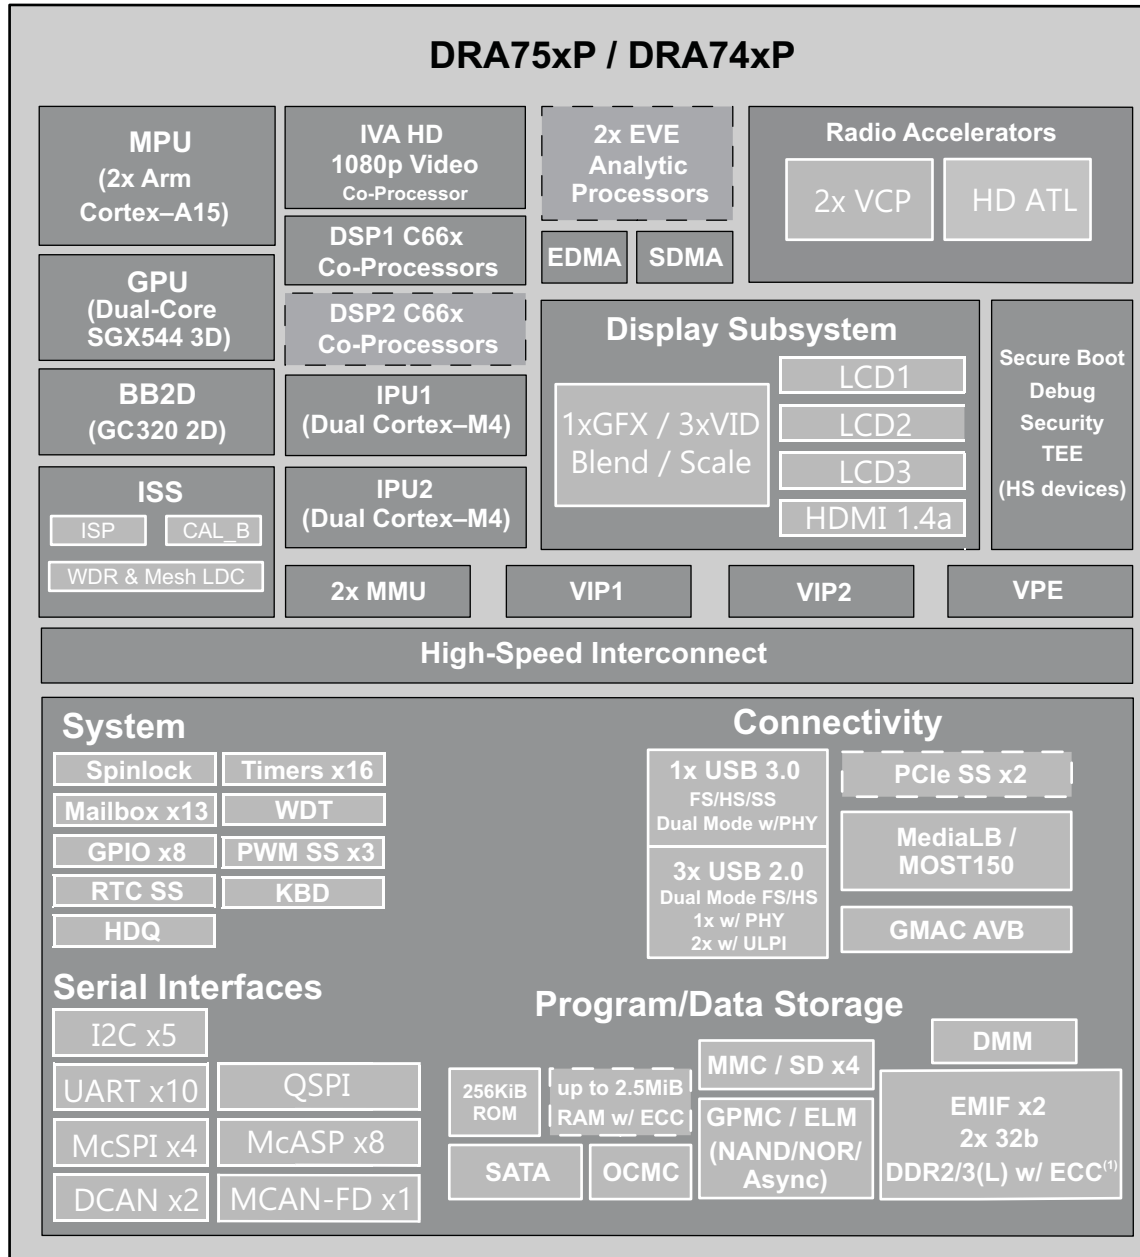 DRA75xP / DRA74xP
MPU
(2x Arm
Cortex–A15)
GPU
(Dual-Core
SGX544 3D)
BB2D
(GC320 2D)
ISS
ISP
CAL_B
WDR & Mesh LDC
IVA HD
1080p Video
Co-Processor
DSP1 C66x
Co-Processors
DSP2 C66x
Co-Processors
IPU1
(Dual Cortex–M4)
IPU2
(Dual Cortex–M4)
2x EVE
Analytic
Processors
EDMA
SDMA
Radio Accelerators
2x VCP
HD ATL
Display Subsystem
1xGFX / 3xVID
Blend / Scale
LCD1
LCD2
LCD3
HDMI 1.4a
Secure Boot
Debug
Security
TEE
(HS devices)
2x MMU
VIP1
VIP2
VPE
High-Speed Interconnect
System
Spinlock
Timers x16
Mailbox x13
WDT
GPIO x8
PWM SS x3
RTC SS
KBD
HDQ
Connectivity
1x USB 3.0
FS/HS/SS
Dual Mode w/PHY
3x USB 2.0
Dual Mode FS/HS
1x w/ PHY
2x w/ ULPI
PCIe SS x2
MediaLB /
MOST150
GMAC AVB
Serial Interfaces
I2C x5
UART x10
QSPI
McSPI x4
McASP x8
DCAN x2
MCAN-FD x1
Program/Data Storage
256KiB
ROM
up to 2.5MiB
RAM w/ ECC
SATA
OCMC
MMC / SD x4
GPMC / ELM
(NAND/NOR/
Async)
DMM
EMIF x2
2x 32b
DDR2/3(L) w/ ECC(1)